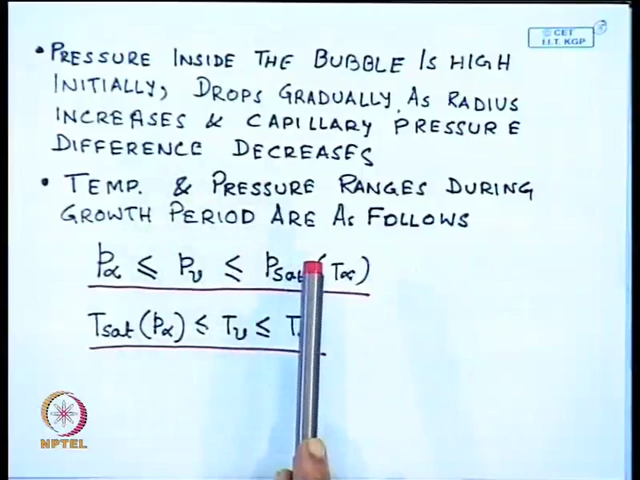 © CET
I.I.T. KGP
• PRESSURE INSIDE THE BUBBLE IS HIGH
INITIALLY, DROPS GRADUALLY AS RADIUS
INCREASES & CAPILLARY PRESSURE
DIFFERENCE DECREASES
• TEMP. & PRESSURE RANGES DURING
GROWTH PERIOD ARE AS FOLLOWS
p∝ ≤ pv ≤ psat(T∝)
Tsat(p∝) ≤ Tv ≤ T
NPTEL